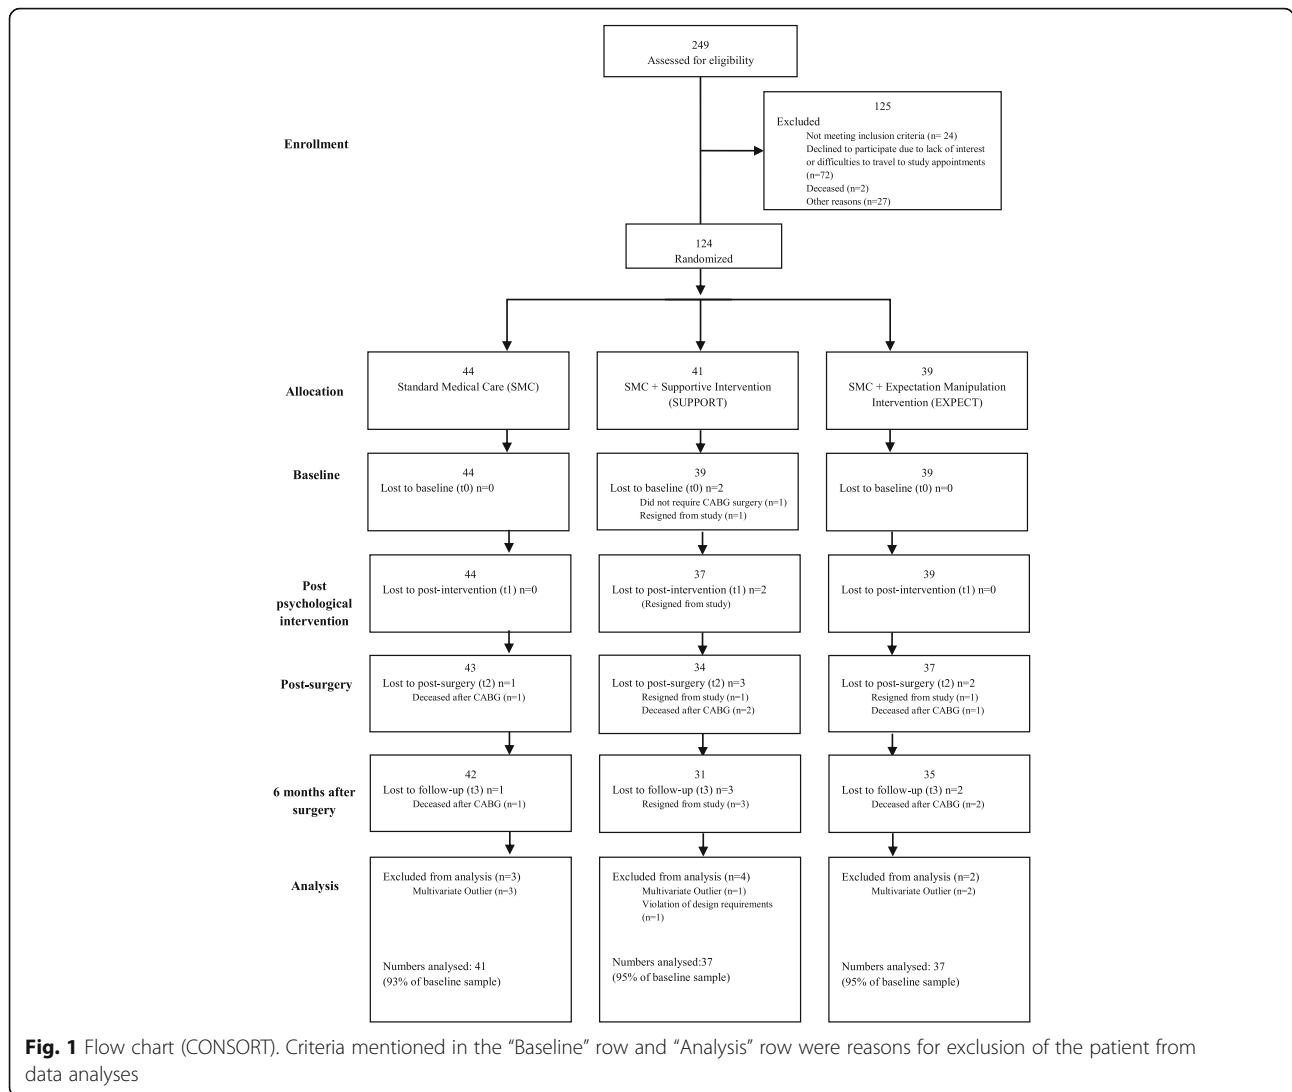 249
Assessed for eligibility
125
Excluded
Not meeting inclusion criteria (n= 24)
Declined to participate due to lack of interest
or difficulties to travel to study appointments
(n=72)
Deceased (n=2)
Other reasons (n=27)
Enrollment
124
Randomized
Allocation
44
Standard Medical Care (SMC)
41
SMC + Supportive Intervention
(SUPPORT)
39
SMC + Expectation Manipulation
Intervention (EXPECT)
Baseline
44
Lost to baseline (t0) n=0
39
Lost to baseline (t0) n=2
Did not require CABG surgery (n=1)
Resigned from study (n=1)
39
Lost to baseline (t0) n=0
Post
psychological
intervention
44
Lost to post-intervention (t1) n=0
37
Lost to post-intervention (t1) n=2
(Resigned from study)
39
Lost to post-intervention (t1) n=0
Post-surgery
43
Lost to post-surgery (t2) n=1
Deceased after CABG (n=1)
34
Lost to post-surgery (t2) n=3
Resigned from study (n=1)
Deceased after CABG (n=2)
37
Lost to post-surgery (t2) n=2
Resigned from study (n=1)
Deceased after CABG (n=1)
6 months after
surgery
42
Lost to follow-up (t3) n=1
Deceased after CABG (n=1)
31
Lost to follow-up (t3) n=3
Resigned from study (n=3)
35
Lost to follow-up (t3) n=2
Deceased after CABG (n=2)
Analysis
Excluded from analysis (n=3)
Multivariate Outlier (n=3)
Numbers analysed: 41
(93% of baseline sample)
Excluded from analysis (n=4)
Multivariate Outlier (n=1)
Violation of design requirements
(n=1)
Numbers analysed:37
(95% of baseline sample)
Excluded from analysis (n=2)
Multivariate Outlier (n=2)
Numbers analysed: 37
(95% of baseline sample)
Fig. 1 Flow chart (CONSORT). Criteria mentioned in the “Baseline” row and “Analysis” row were reasons for exclusion of the patient from
data analyses